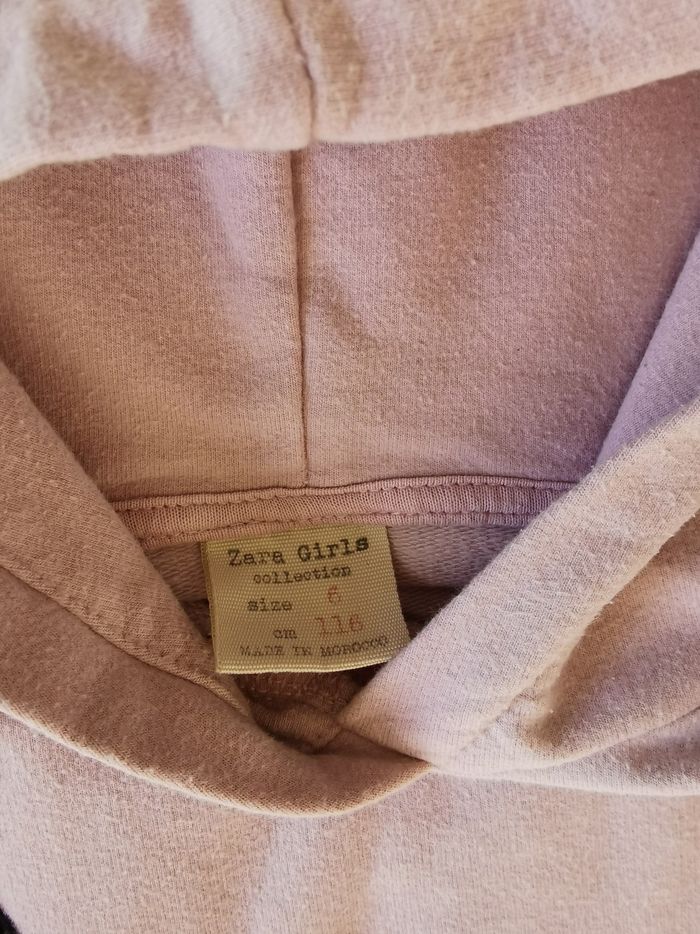 Zara Girls
collection
size 6
cm 116
MADE IN MOROCCO